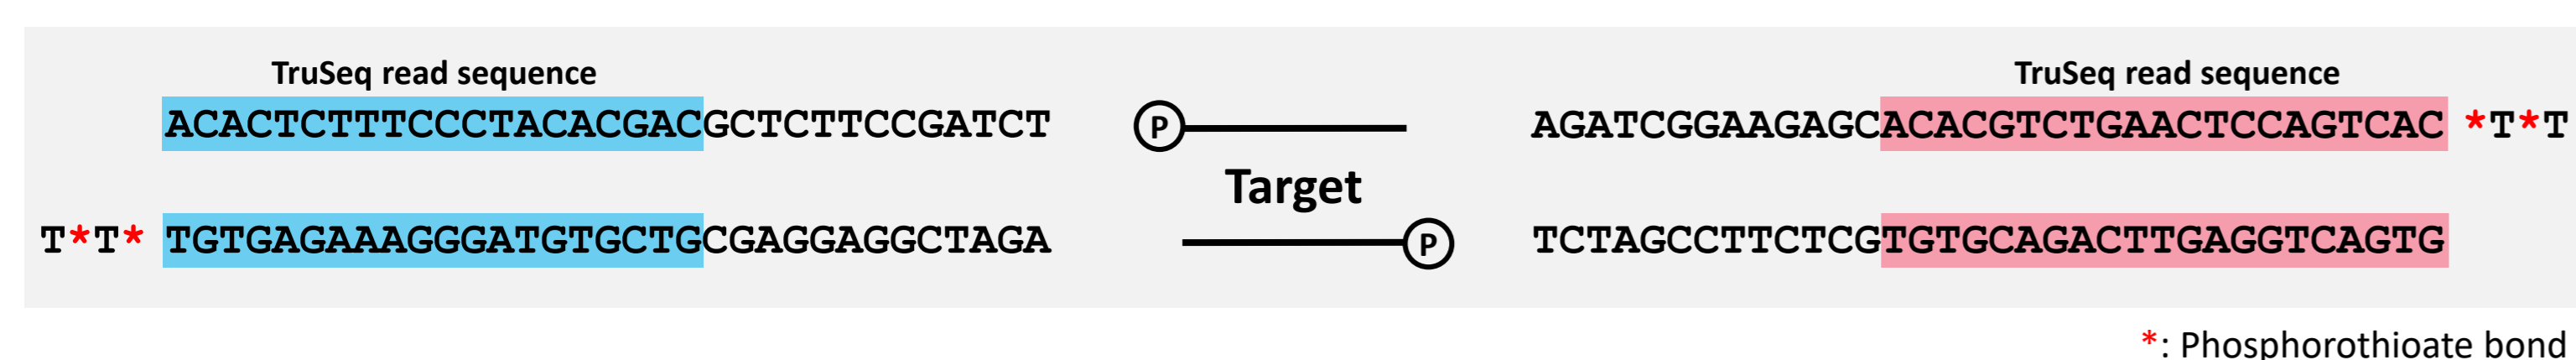 TruSeq read sequence TruSeq read sequence
ACACTCTTTCCCTACACGACGCTCTTCCGATCT P AGATCGGAAGAGCACACGTCTGAACTCCAGTCAC *T*T
Target
T*T* TGTGAGAAAGGGATGTGCTGCGAGGAGGCTAGA P TCTAGCCTTCTCGTGTGCAGACTTGAGGTCAGTG
*: Phosphorothioate bond